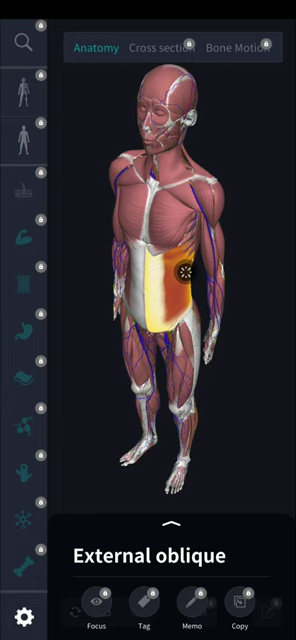 Anatomy Cross section Bone Motion
External oblique
Focus Tag Memo Copy